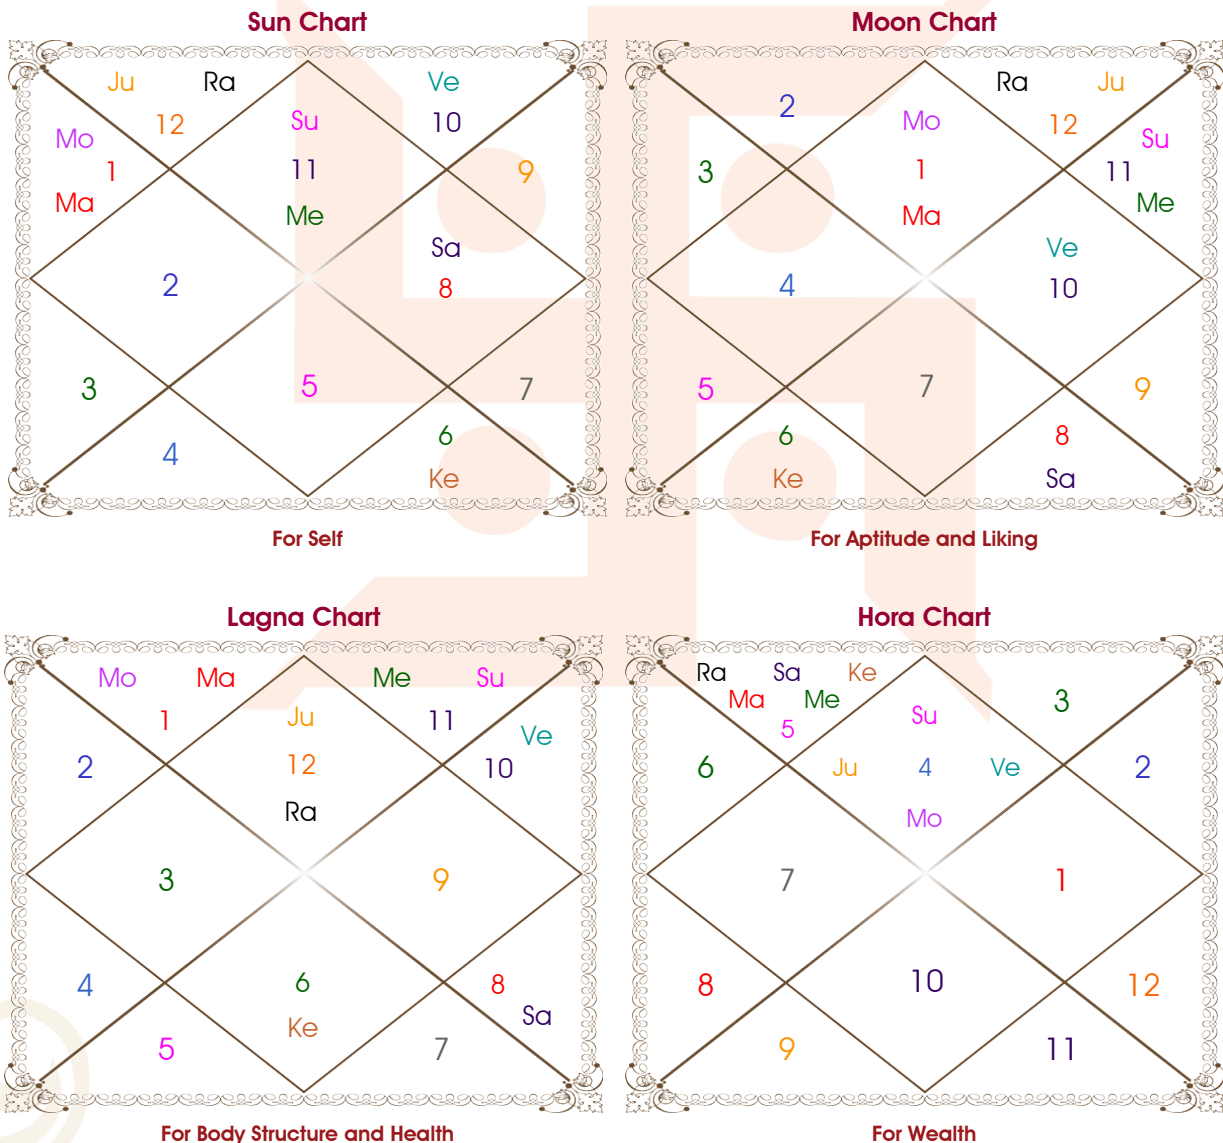 Sun Chart
Ju Ra Ve
12 Su 10
Mo
1 11 9
Ma Me
Sa
2 8
3 5 7
4 6
Ke
For Self
Moon Chart
Ra Ju
2 Mo 12 Su
3 1 11
Ma Me
Ve
4 10
5 7 9
6 8
Ke Sa
For Aptitude and Liking
Lagna Chart
Mo Ma Me Su
1 Ju 11
Ve
2 12 10
Ra
3 9
4 6 8
Ke Sa
5 7
For Body Structure and Health
Hora Chart
Ra Sa Ke
Ma Me 3
5 Su
6 Ju 4 Ve 2
Mo
7 1
8 10 12
9 11
For Wealth